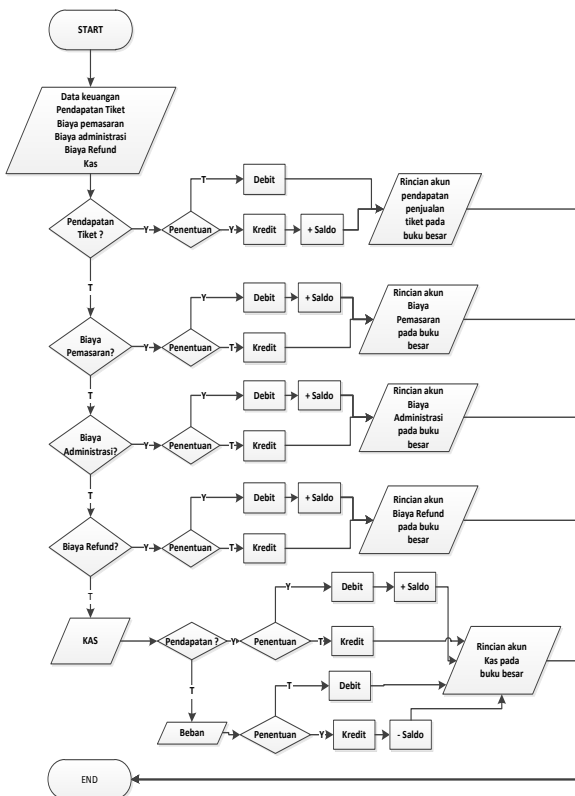 START
Data keuangan
Pendapatan Tiket
Biaya pemasaran
Biaya administrasi
Biaya Refund
Kas
T
Debit
Rincian akun
pendapatan
penjualan
tiket pada
buku besar
Pendapatan
Tiket ?
Y
Penentuan
Y
Kredit
+ Saldo
T
Y
Debit
+ Saldo
Rincian akun
Biaya
Pemasaran
pada buku
besar
Biaya
Pemasaran?
Y
Penentuan
T
Kredit
T
Y
Debit
+ Saldo
Rincian akun
Biaya
Administrasi
pada buku
besar
Biaya
Administrasi?
Y
Penentuan
T
Kredit
T
Y
Debit
+ Saldo
Rincian akun
Biaya Refund
pada buku
besar
Biaya Refund?
Y
Penentuan
T
Kredit
T
Y
Debit
+ Saldo
KAS
Pendapatan ?
Y
Penentuan
T
Kredit
Rincian akun
Kas pada
buku besar
T
T
Debit
Beban
Penentuan
Y
Kredit
- Saldo
END